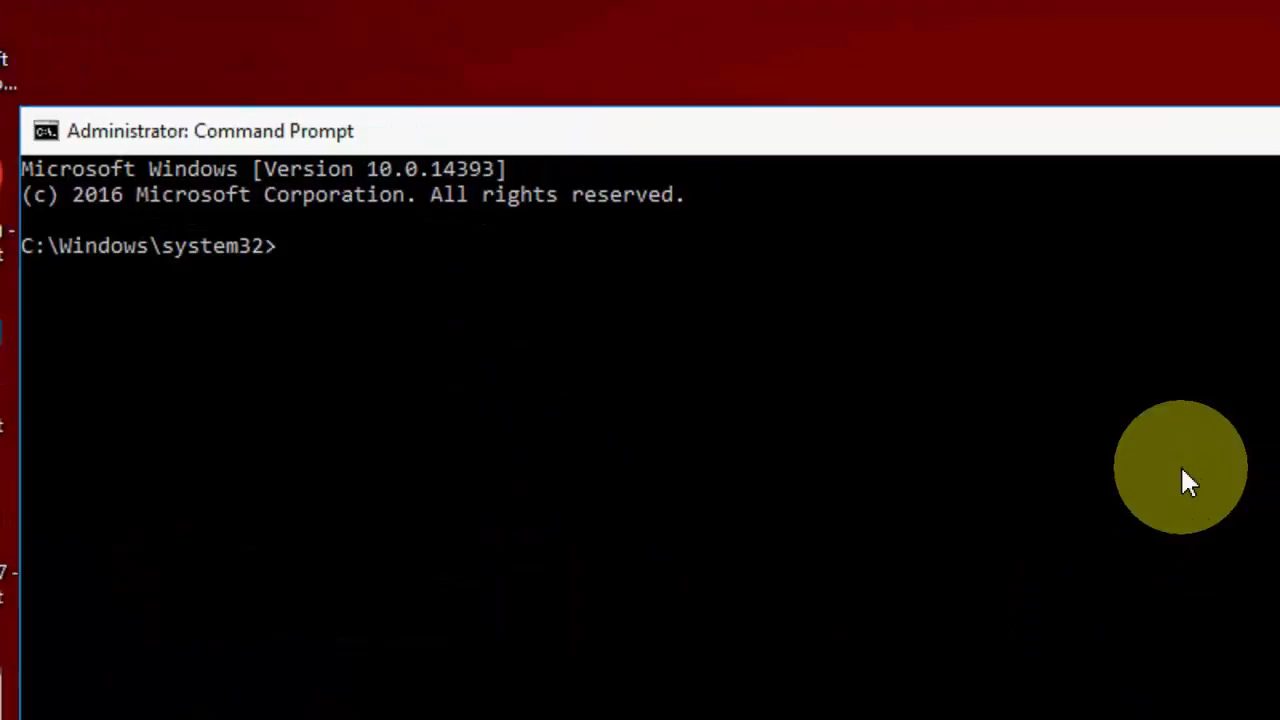 Administrator: Command Prompt
Microsoft Windows [Version 10.0.14393]
(c) 2016 Microsoft Corporation. All rights reserved.
C:\Windows\system32>